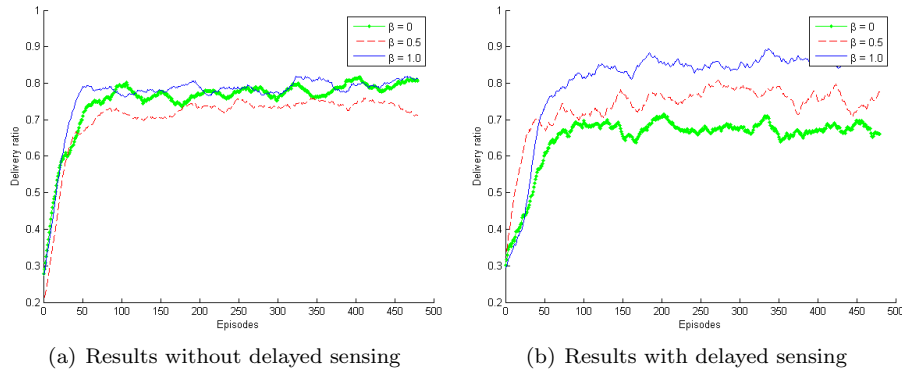 1
0.9
0.8
0.7
0.6
0.5
0.4
0.3
0.2
Delivery ratio
0 50 100 150 200 250 300 350 400 450 500
Episodes
β = 0
β = 0.5
β = 1.0
(a) Results without delayed sensing
1
0.9
0.8
0.7
0.6
0.5
0.4
0.3
0.2
Delivery ratio
0 50 100 150 200 250 300 350 400 450 500
Episodes
β = 0
β = 0.5
β = 1.0
(b) Results with delayed sensing